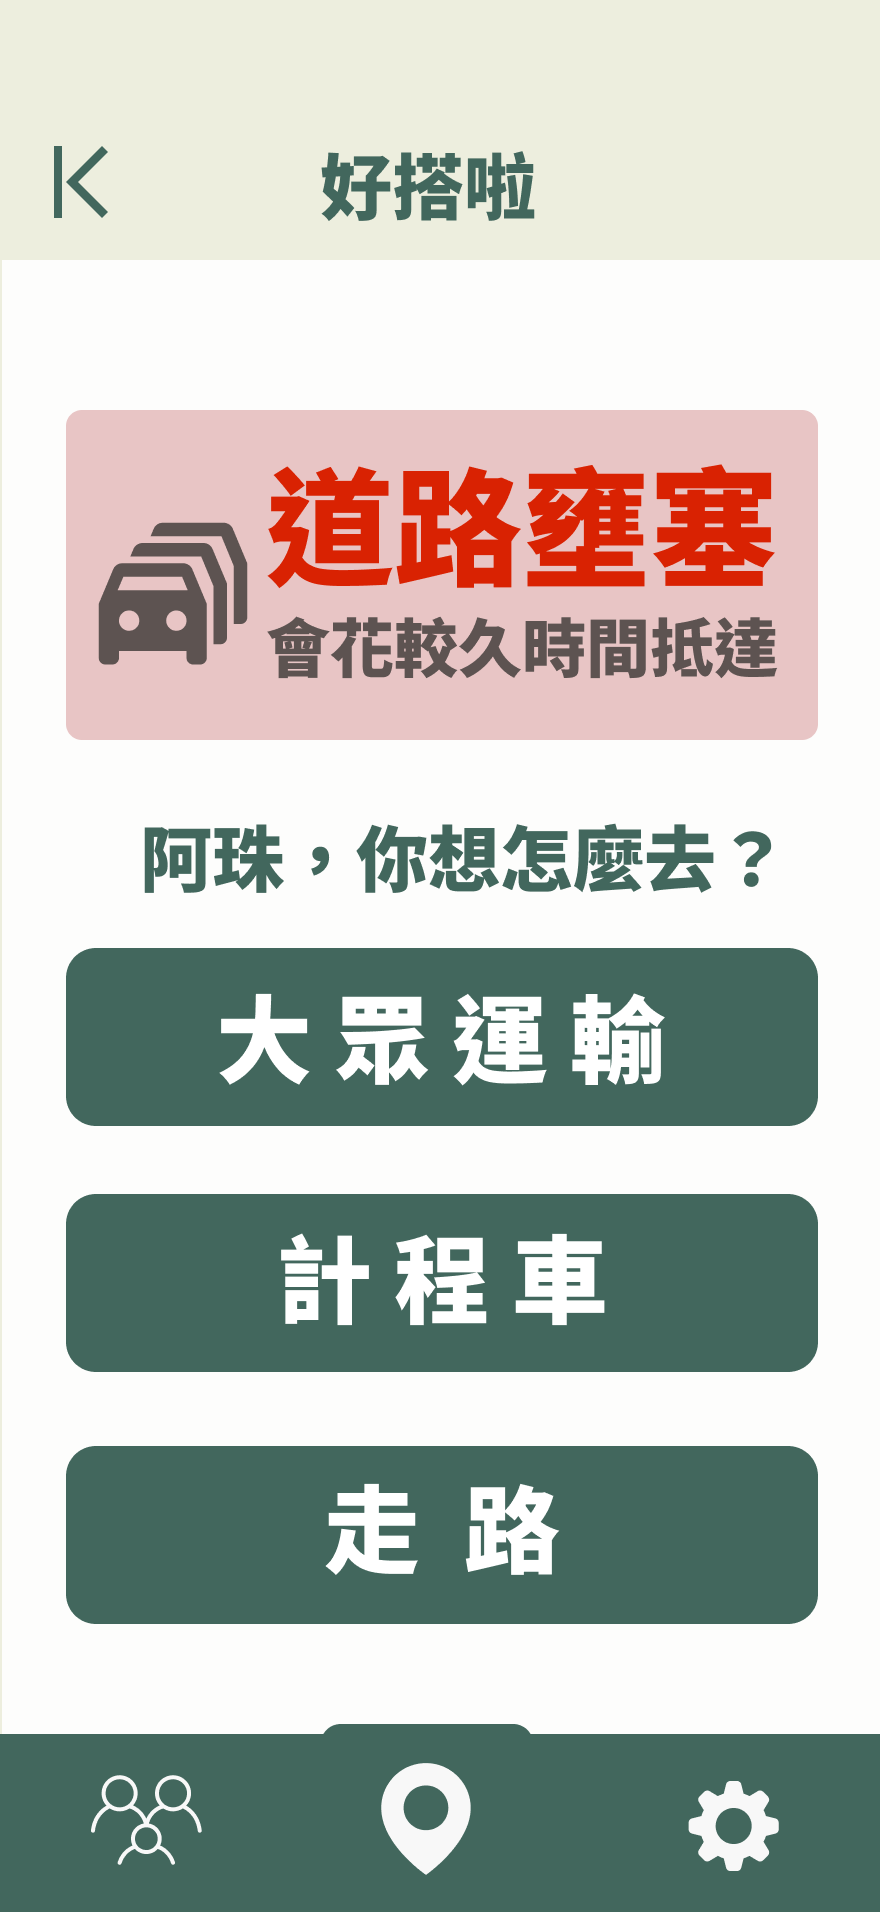 好搭啦
道路壅塞
會花較久時間抵達
阿珠，你想怎麼去？
大眾運輸
計程車
走路